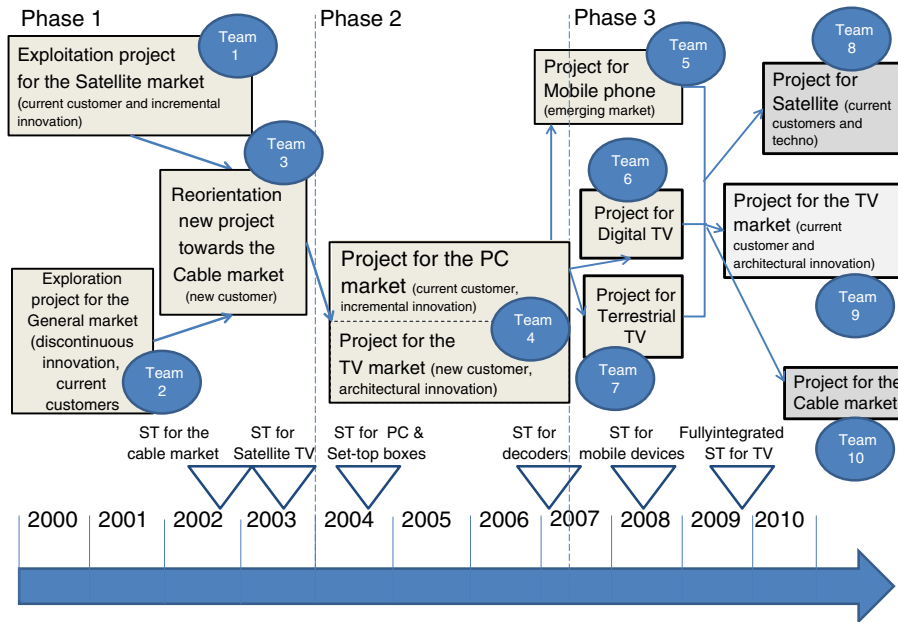 Phase 1
Phase 2
Phase 3
Team
1
Exploitation project
for the Satellite market
(current customer and incremental
innovation)
Team
3
Reorientation
new project
towards the
Cable market
(new customer)
Exploration
project for the
General market
(discontinuous
innovation,
current
customers
Team
2
Project for the PC
market (current customer,
incremental innovation)
Team
4
Project for the
TV market (new customer,
architectural innovation)
Team
5
Project for
Mobile phone
(emerging market)
Team
6
Project for
Digital TV
Project for
Terrestrial
TV
Team
7
Team
8
Project for
Satellite (current
customers and
techno)
Project for the TV
market (current
customer and
architectural innovation)
Team
9
Project for the
Cable market
Team
10
ST for the
cable market
ST for
Satellite TV
ST for PC &
Set-top boxes
ST for
decoders
ST for
mobile devices
Fullyintegrated
ST for TV
2000 2001 2002 2003 2004 2005 2006 2007 2008 2009 2010